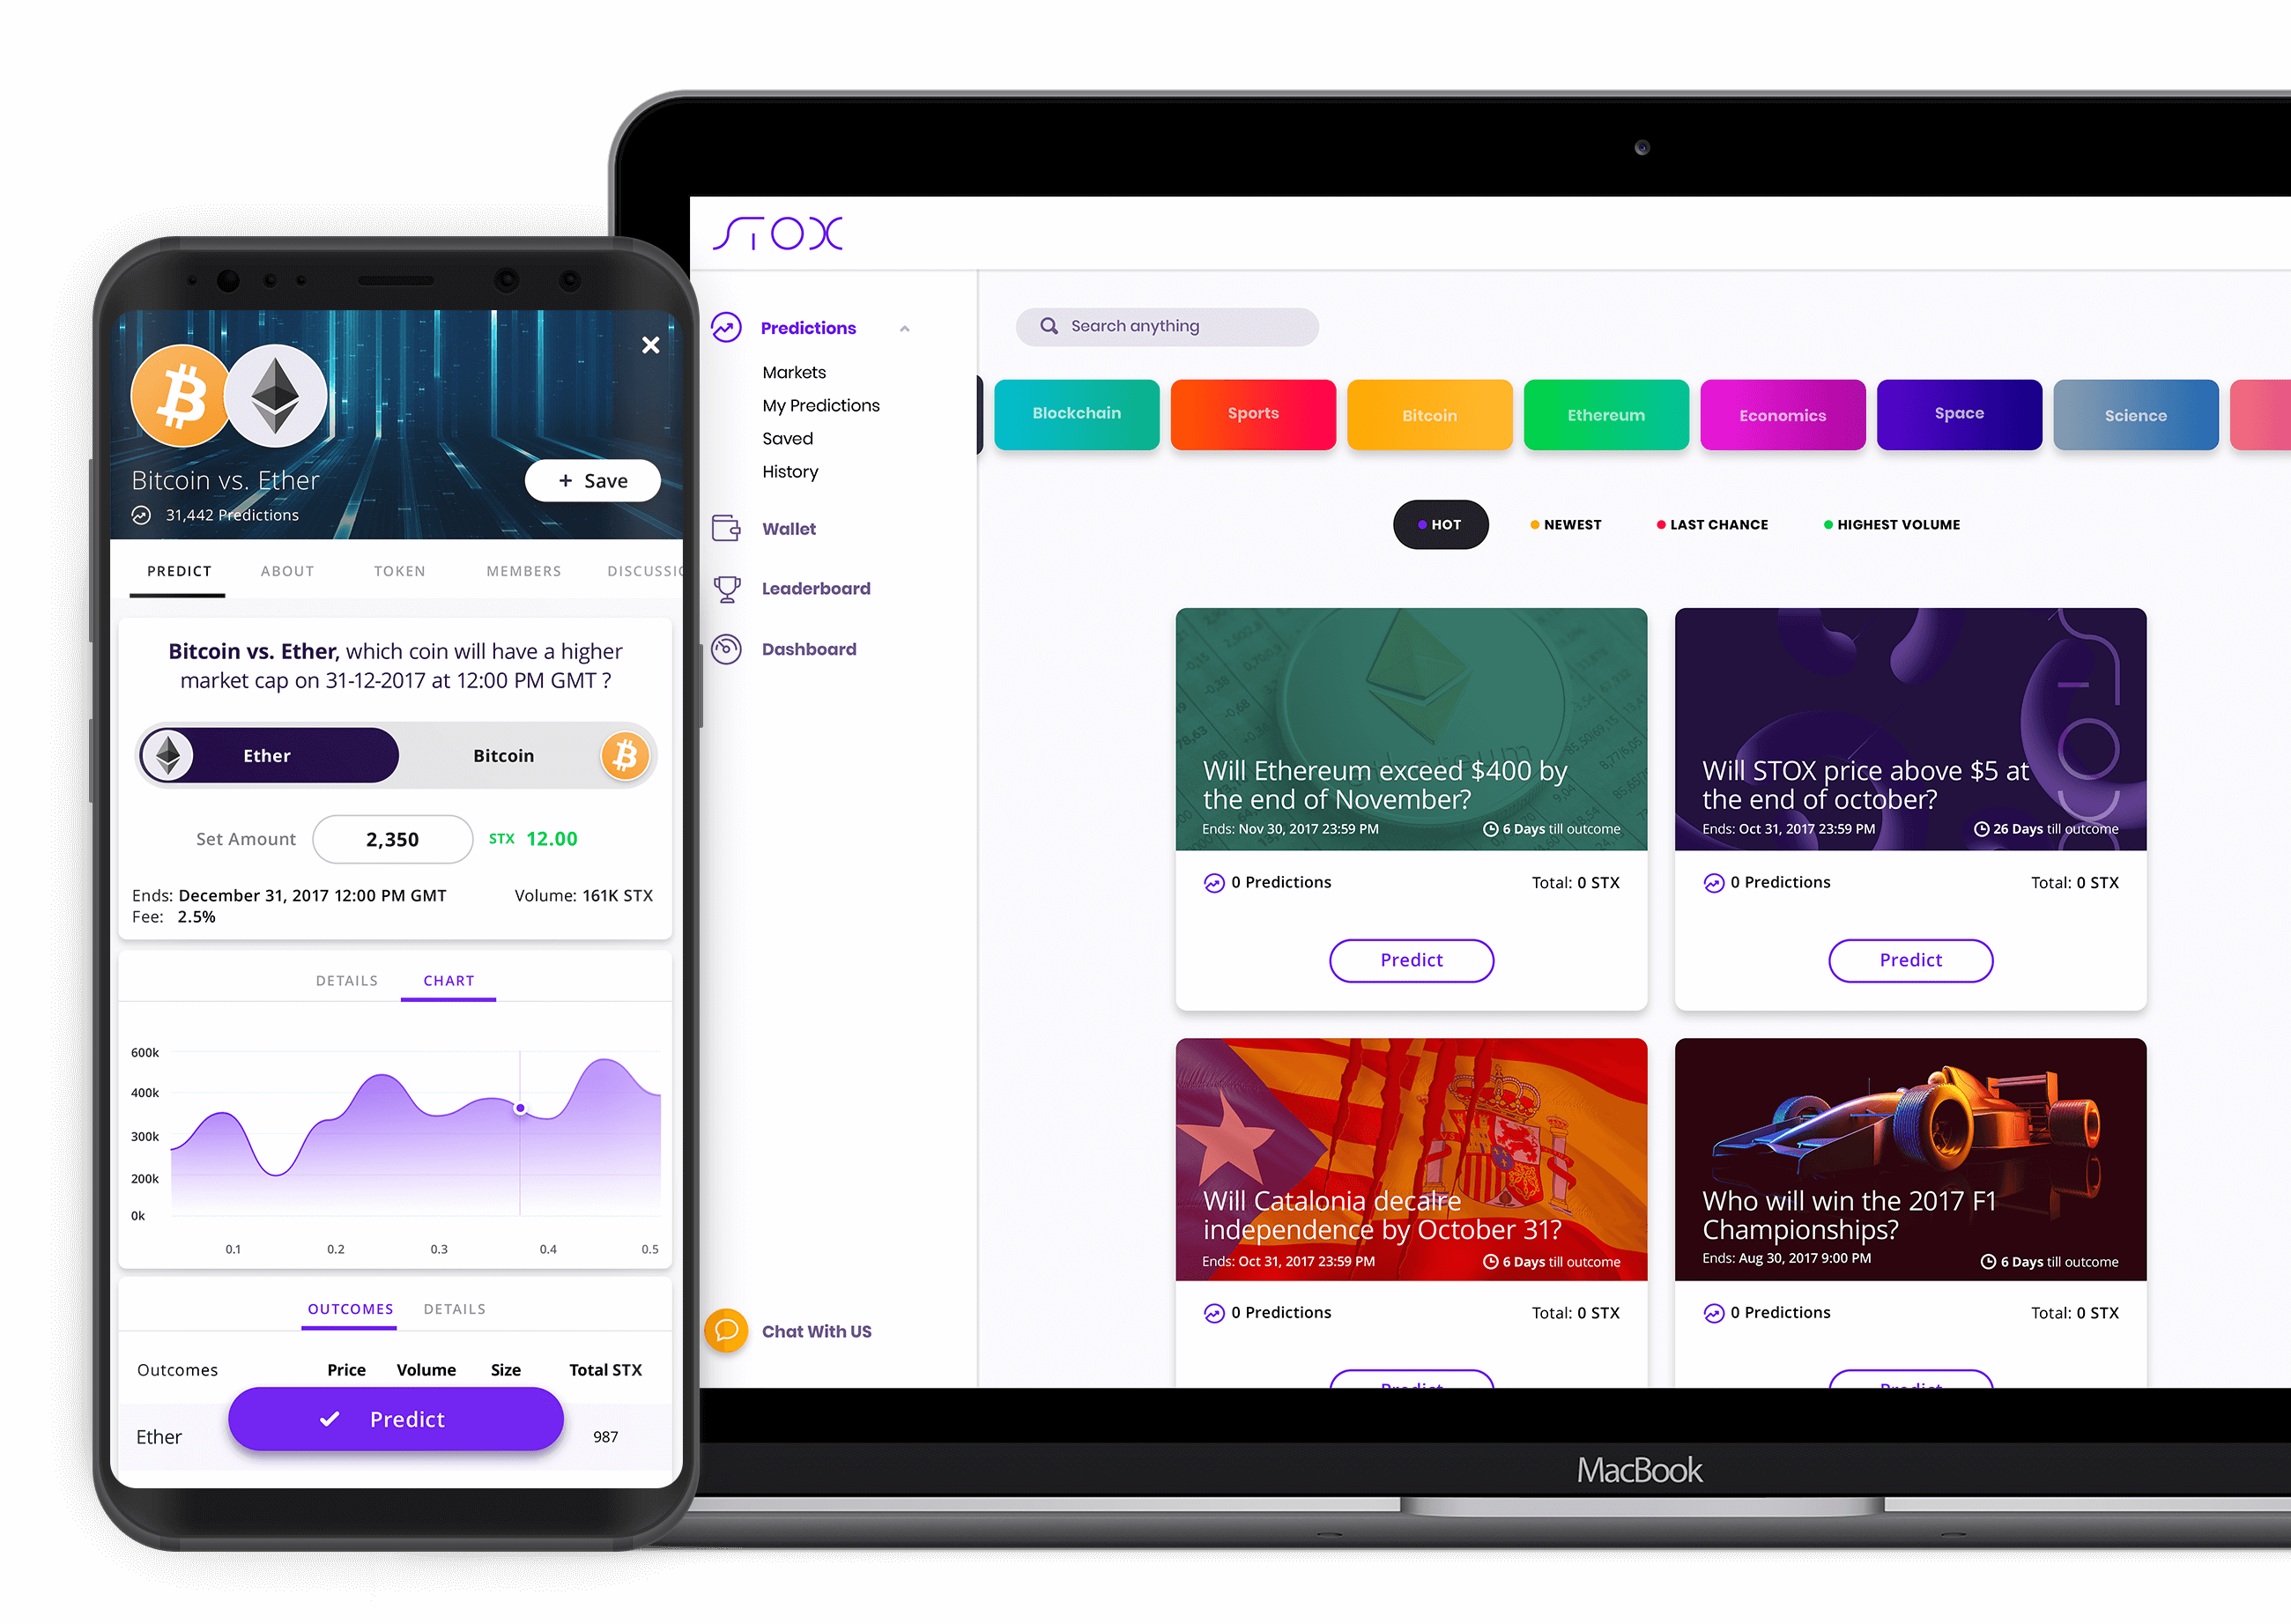 Bitcoin vs. Ether
31,442 Predictions
+ Save
PREDICT ABOUT TOKEN MEMBERS DISCUSSIO
Bitcoin vs. Ether, which coin will have a higher
market cap on 31-12-2017 at 12:00 PM GMT ?
Ether Bitcoin
Set Amount 2,350 STX 12.00
Ends: December 31, 2017 12:00 PM GMT Volume: 161K STX
Fee: 2.5%
DETAILS CHART
600k
400k
300k
200k
0k
0.1 0.2 0.3 0.4 0.5
OUTCOMES DETAILS
Outcomes Price Volume Size Total STX
Predict
Ether 987
STOX
Predictions
Markets
My Predictions
Saved
History
Wallet
Leaderboard
Dashboard
Chat With US
Search anything
Blockchain Sports Bitcoin Ethereum Economics Space Science
HOT NEWEST LAST CHANCE HIGHEST VOLUME
Will Ethereum exceed $400 by
the end of November?
Ends: Nov 30, 2017 23:59 PM 6 Days till outcome
0 Predictions Total: 0 STX
Predict
Will STOX price above $5 at
the end of october?
Ends: Oct 31, 2017 23:59 PM 26 Days till outcome
0 Predictions Total: 0 STX
Predict
Will Catalonia decalre
independence by October 31?
Ends: Oct 31, 2017 23:59 PM 6 Days till outcome
0 Predictions Total: 0 STX
Predict
Who will win the 2017 F1
Championships?
Ends: Aug 30, 2017 9:00 PM 6 Days till outcome
0 Predictions Total: 0 STX
Predict
MacBook